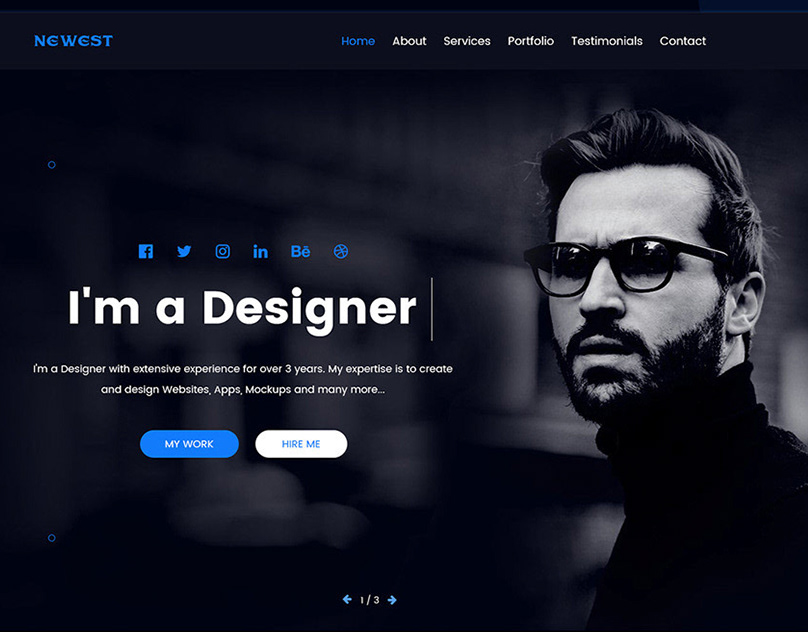 NEWEST
Home About Services Portfolio Testimonials Contact
Bē
I'm a Designer
I'm a Designer with extensive experience for over 3 years. My expertise is to create
and design Websites, Apps, Mockups and many more...
MY WORK HIRE ME
1 / 3